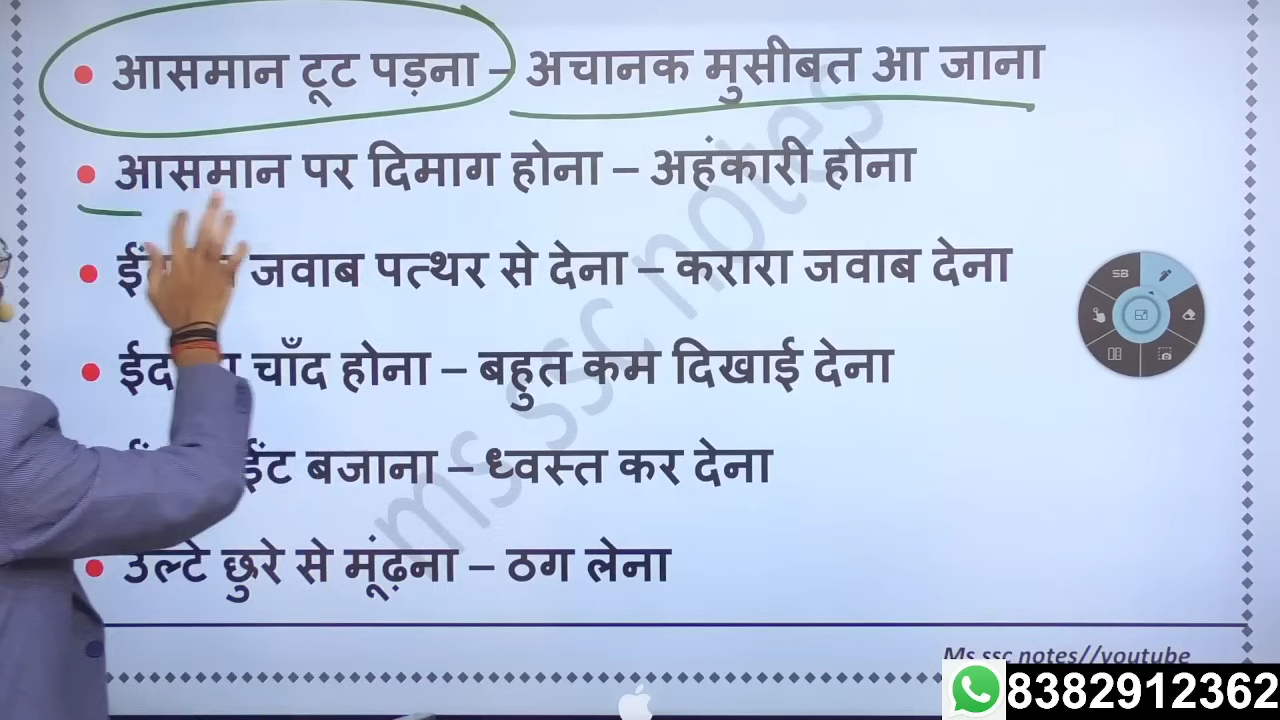 • आसमान टूट पड़ना – अचानक मुसीबत आ जाना
• आसमान पर दिमाग होना – अहंकारी होना
• जवाब पत्थर से देना – करारा जवाब देना
• ईद चाँद होना – बहुत कम दिखाई देना
• ईंट बजाना – ध्वस्त कर देना
• उल्टे छुरे से मूंढ़ना – ठग लेना
ms ssc notes
SB
Ms ssc notes//youtube
8382912362